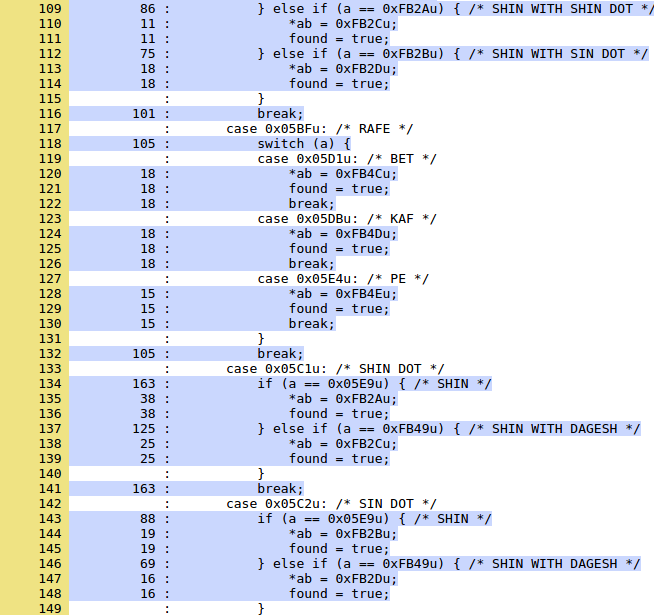 109 86 : } else if (a == 0xFB2Au) { /* SHIN WITH SHIN DOT */
110 11 : *ab = 0xFB2Cu;
111 11 : found = true;
112 75 : } else if (a == 0xFB2Bu) { /* SHIN WITH SIN DOT */
113 18 : *ab = 0xFB2Du;
114 18 : found = true;
115 : }
116 101 : break;
117 : case 0x05BFu: /* RAFE */
118 105 : switch (a) {
119 : case 0x05D1u: /* BET */
120 18 : *ab = 0xFB4Cu;
121 18 : found = true;
122 18 : break;
123 : case 0x05DBu: /* KAF */
124 18 : *ab = 0xFB4Du;
125 18 : found = true;
126 18 : break;
127 : case 0x05E4u: /* PE */
128 15 : *ab = 0xFB4Eu;
129 15 : found = true;
130 15 : break;
131 : }
132 105 : break;
133 : case 0x05C1u: /* SHIN DOT */
134 163 : if (a == 0x05E9u) { /* SHIN */
135 38 : *ab = 0xFB2Au;
136 38 : found = true;
137 125 : } else if (a == 0xFB49u) { /* SHIN WITH DAGESH */
138 25 : *ab = 0xFB2Cu;
139 25 : found = true;
140 : }
141 163 : break;
142 : case 0x05C2u: /* SIN DOT */
143 88 : if (a == 0x05E9u) { /* SHIN */
144 19 : *ab = 0xFB2Bu;
145 19 : found = true;
146 69 : } else if (a == 0xFB49u) { /* SHIN WITH DAGESH */
147 16 : *ab = 0xFB2Du;
148 16 : found = true;
149 : }